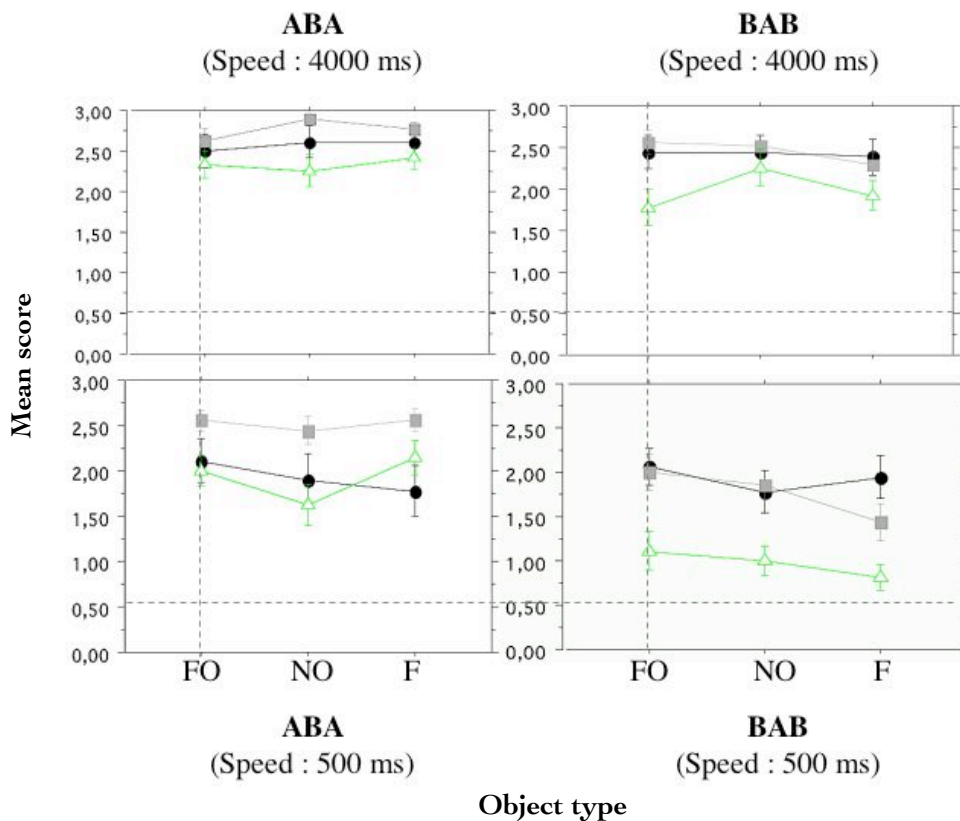 ABA
(Speed : 4000 ms)
BAB
(Speed : 4000 ms)
3,00
2,50
2,00
1,50
1,00
0,50
0,00
3,00
2,50
2,00
1,50
1,00
0,50
0,00
Mean score
3,00
2,50
2,00
1,50
1,00
0,50
0,00
3,00
2,50
2,00
1,50
1,00
0,50
0,00
FO NO F
FO NO F
ABA
(Speed : 500 ms)
BAB
(Speed : 500 ms)
Object type